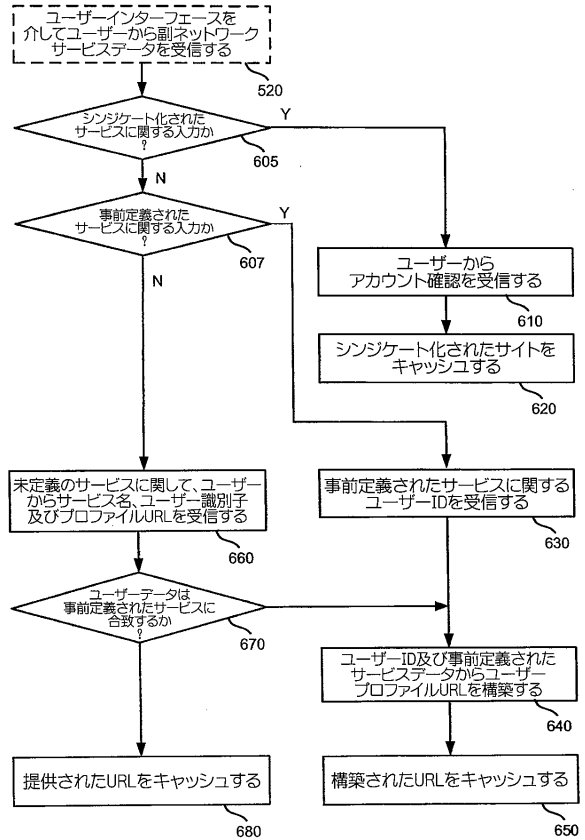 ユーザーインターフェースを
介してユーザーから副ネットワーク
サービスデータを受信する
520
シンジケート化された
サービスに関する入力か
?
Y
605
N
事前定義された
サービスに関する入力か
?
Y
607
N
ユーザーから
アカウント確認を受信する
610
シンジケート化されたサイトを
キャッシュする
620
未定義のサービスに関して、ユーザー
からサービス名、ユーザー識別子
及びプロファイルURLを受信する
660
事前定義されたサービスに関する
ユーザーIDを受信する
630
ユーザーデータは
事前定義されたサービスに
合致するか
?
670
ユーザーID及び事前定義された
サービスデータからユーザー
プロファイルURLを構築する
640
提供されたURLをキャッシュする
680
構築されたURLをキャッシュする
650